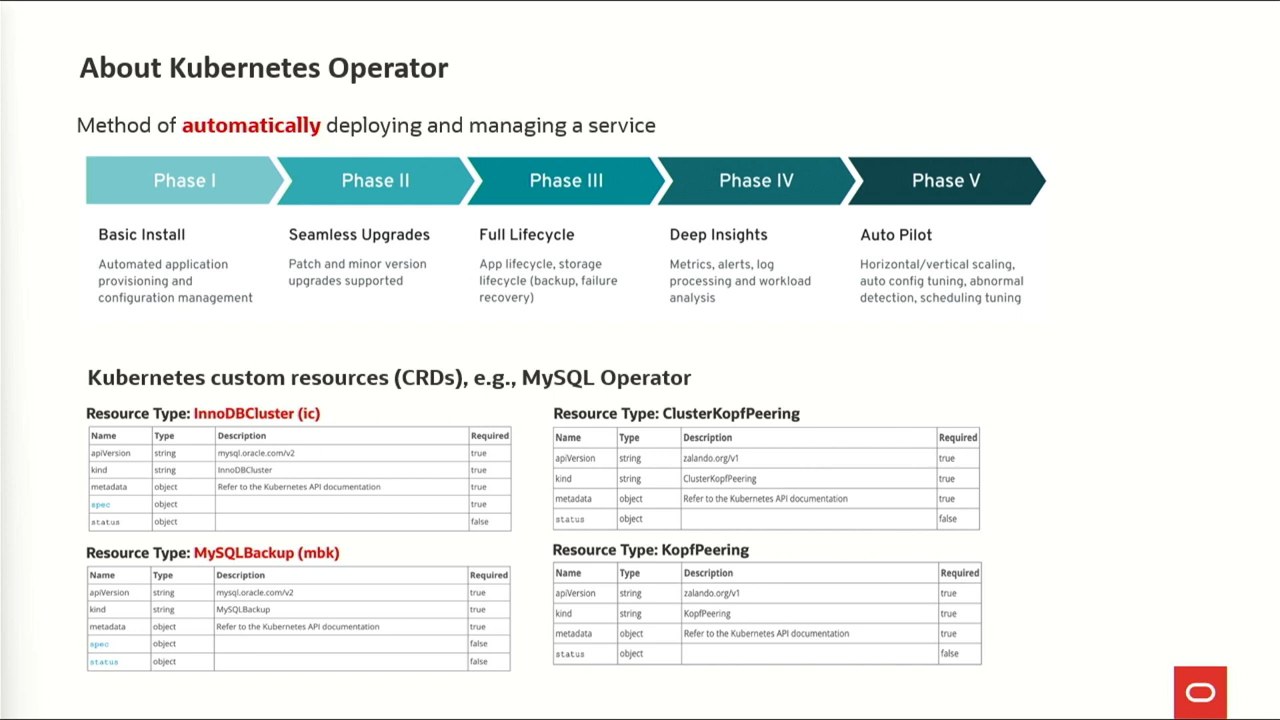 About Kubernetes Operator
Method of automatically deploying and managing a service
Phase I
Phase II
Phase III
Phase IV
Phase V
Basic Install
Automated application
provisioning and
configuration management
Seamless Upgrades
Patch and minor version
upgrades supported
Full Lifecycle
App lifecycle, storage
lifecycle (backup, failure
recovery)
Deep Insights
Metrics, alerts, log
processing and workload
analysis
Auto Pilot
Horizontal/vertical scaling,
auto config tuning, abnormal
detection, scheduling tuning
Kubernetes custom resources (CRDs), e.g., MySQL Operator
Resource Type: InnoDBCluster (ic)
Name Type Description Required
apiVersion string mysql.oracle.com/v2 true
kind string InnoDBCluster true
metadata object Refer to the Kubernetes API documentation true
spec object true
status object false
Resource Type: MySQLBackup (mbk)
Name Type Description Required
apiVersion string mysql.oracle.com/v2 true
kind string MySQLBackup true
metadata object Refer to the Kubernetes API documentation true
spec object false
status object false
Resource Type: ClusterKopfPeering
Name Type Description Required
apiVersion string zalando.org/v1 true
kind string ClusterKopfPeering true
metadata object Refer to the Kubernetes API documentation true
status object false
Resource Type: KopfPeering
Name Type Description Required
apiVersion string zalando.org/v1 true
kind string KopfPeering true
metadata object Refer to the Kubernetes API documentation true
status object false